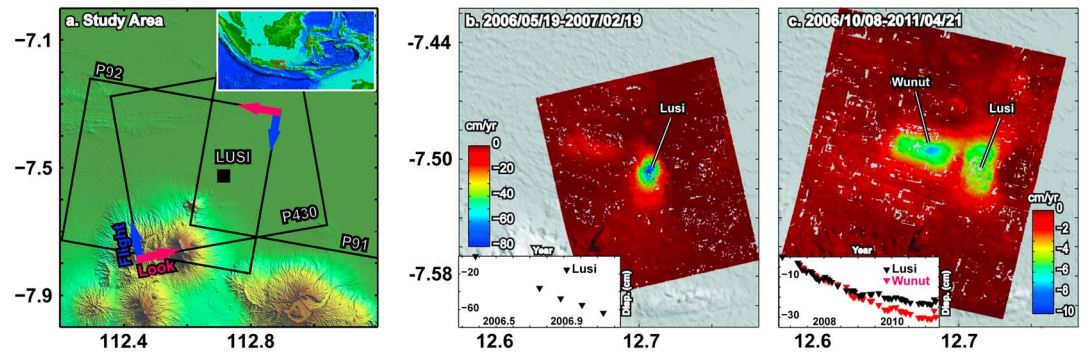 a. Study Area
-7.1
-7.5
-7.9
112.4
112.8
P92
LUSI
P430
P91
Flight
Look
b. 2006/05/19-2007/02/19
-7.44
-7.50
-7.58
12.6
12.7
Lusi
cm/yr
0
-20
-40
-60
-80
Year
-20
-60
Lusi
2006.5
2006.9
Disp. (cm)
c. 2006/10/08-2011/04/21
Wunut
Lusi
cm/yr
0
-2
-4
-6
-8
-10
Year
-10
-30
Lusi
Wunut
2008
2010
Disp. (cm)
12.6
12.7